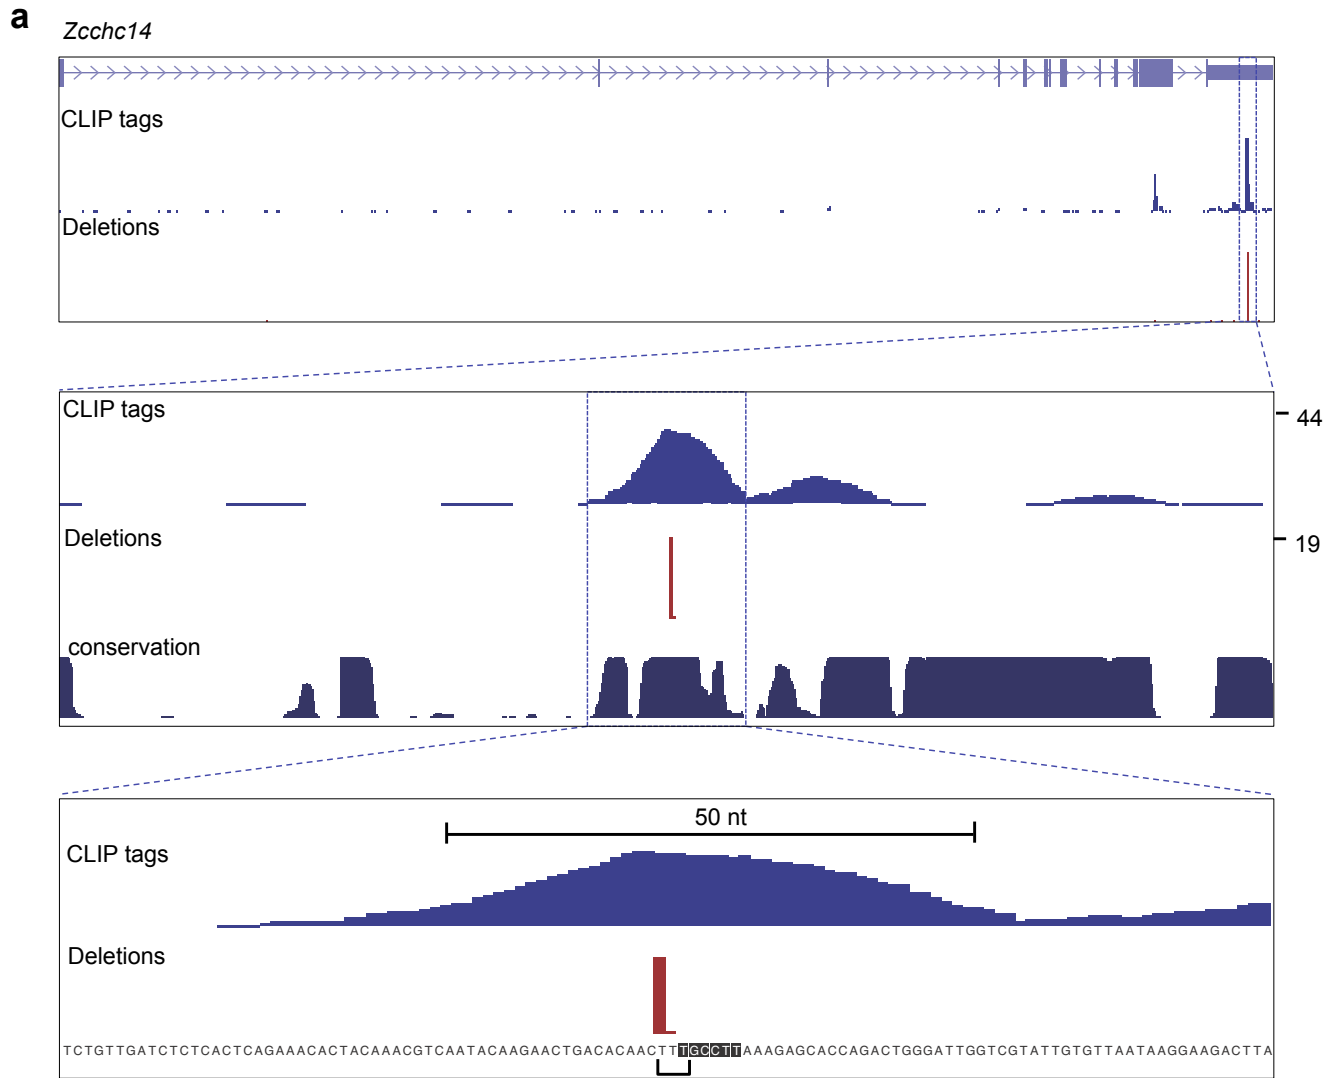 a
Zcchc14
CLIP tags
Deletions
CLIP tags
44
Deletions
19
conservation
50 nt
CLIP tags
Deletions
TCTGTTGATCTCTCACTCAGAAACACTACAAACGTCAATACAAGAACTGACACAACTTTGCCTTAAAGAGCACCAGACTGGGATTGGTCGTATTGTGTTAATAAGGAAGACTTA